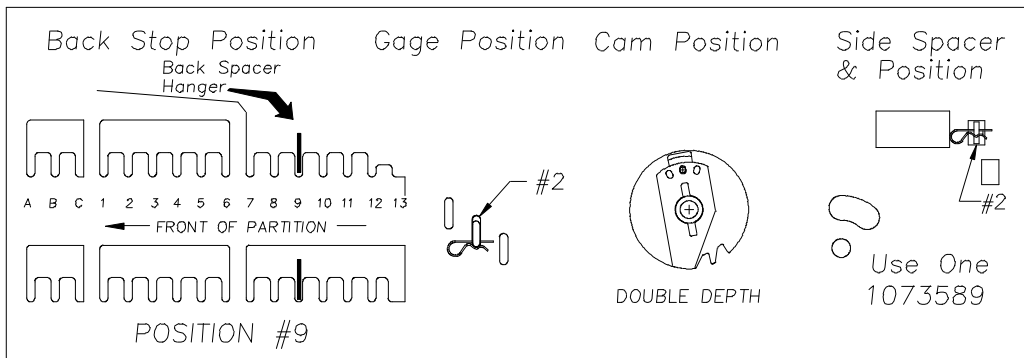 Back Stop Position
Gage Position
Cam Position
Side Spacer
& Position
Back Spacer
Hanger
A B C 1 2 3 4 5 6 7 8 9 10 11 12 13
FRONT OF PARTITION
POSITION #9
#2
DOUBLE DEPTH
#2
Use One
1073589